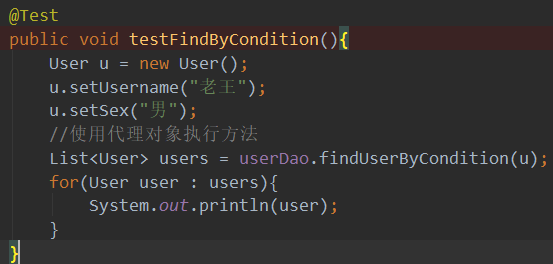 @Test
public void testFindByCondition(){
    User u = new User();
    u.setUsername("老王");
    u.setSex("男");
    //使用代理对象执行方法
    List<User> users = userDao.findUserByCondition(u);
    for(User user : users){
        System.out.println(user);
    }
}